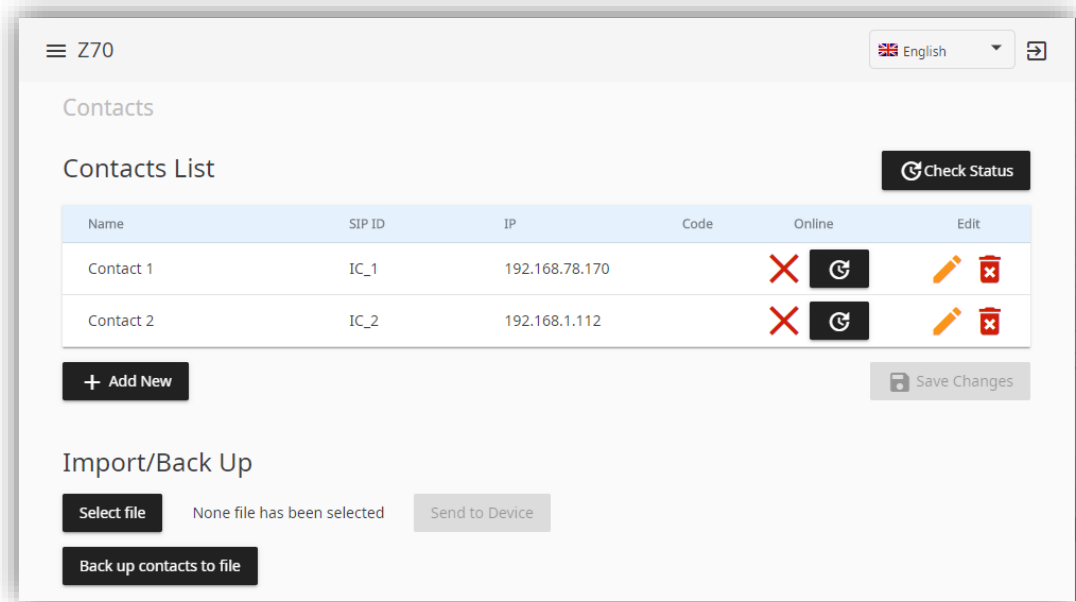 Z70 English
Contacts
Contacts List Check Status
Name SIP ID IP Code Online Edit
Contact 1 IC_1 192.168.78.170
Contact 2 IC_2 192.168.1.112
Add New Save Changes
Import/Back Up
Select file None file has been selected Send to Device
Back up contacts to file